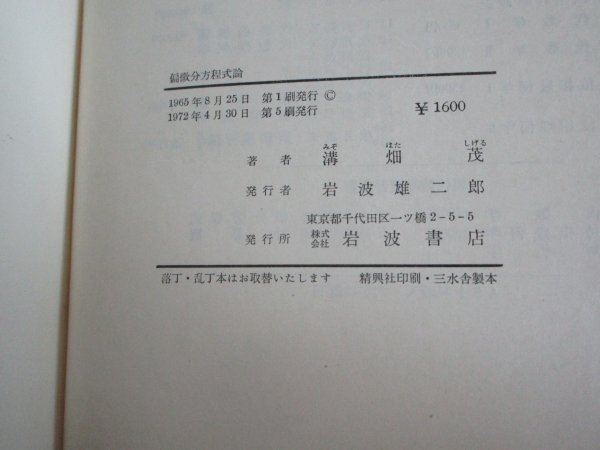 偏微分方程式論
1965年8月25日 第1刷発行 ©
1972年4月30日 第5刷発行
¥1600
著者 溝畑茂
みぞ はた しげる
発行者 岩波雄二郎
東京都千代田区一ツ橋2-5-5
発行所 株式会社 岩波書店
落丁・乱丁本はお取替いたします 精興社印刷・三水舎製本